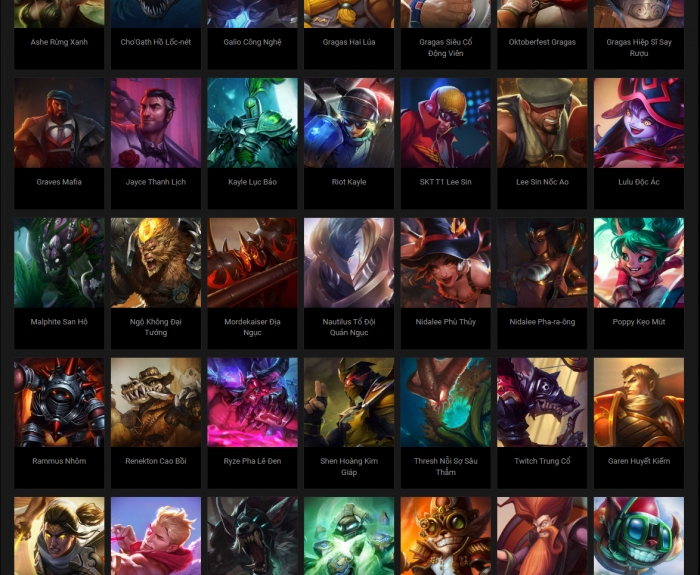 Ashe Rừng Xanh
Cho'Gath Hồ Lốc-nét
Galio Công Nghệ
Gragas Hai Lúa
Gragas Siêu Cổ
Động Viên
Oktoberfest Gragas
Gragas Hiệp Sĩ Say
Rượu
Graves Mafia
Jayce Thanh Lịch
Kayle Lục Bảo
Riot Kayle
SKT T1 Lee Sin
Lee Sin Nốc Ao
Lulu Độc Ác
Malphite San Hô
Ngộ Không Đại
Tướng
Mordekaiser Địa
Ngục
Nautilus Tổ Đội
Quản Ngục
Nidalee Phù Thủy
Nidalee Pha-ra-ông
Poppy Kẹo Mút
Rammus Nhôm
Renekton Cao Bồi
Ryze Pha Lê Đen
Shen Hoàng Kim
Giáp
Thresh Nỗi Sợ Sâu
Thẳm
Twitch Trung Cổ
Garen Huyết Kiếm